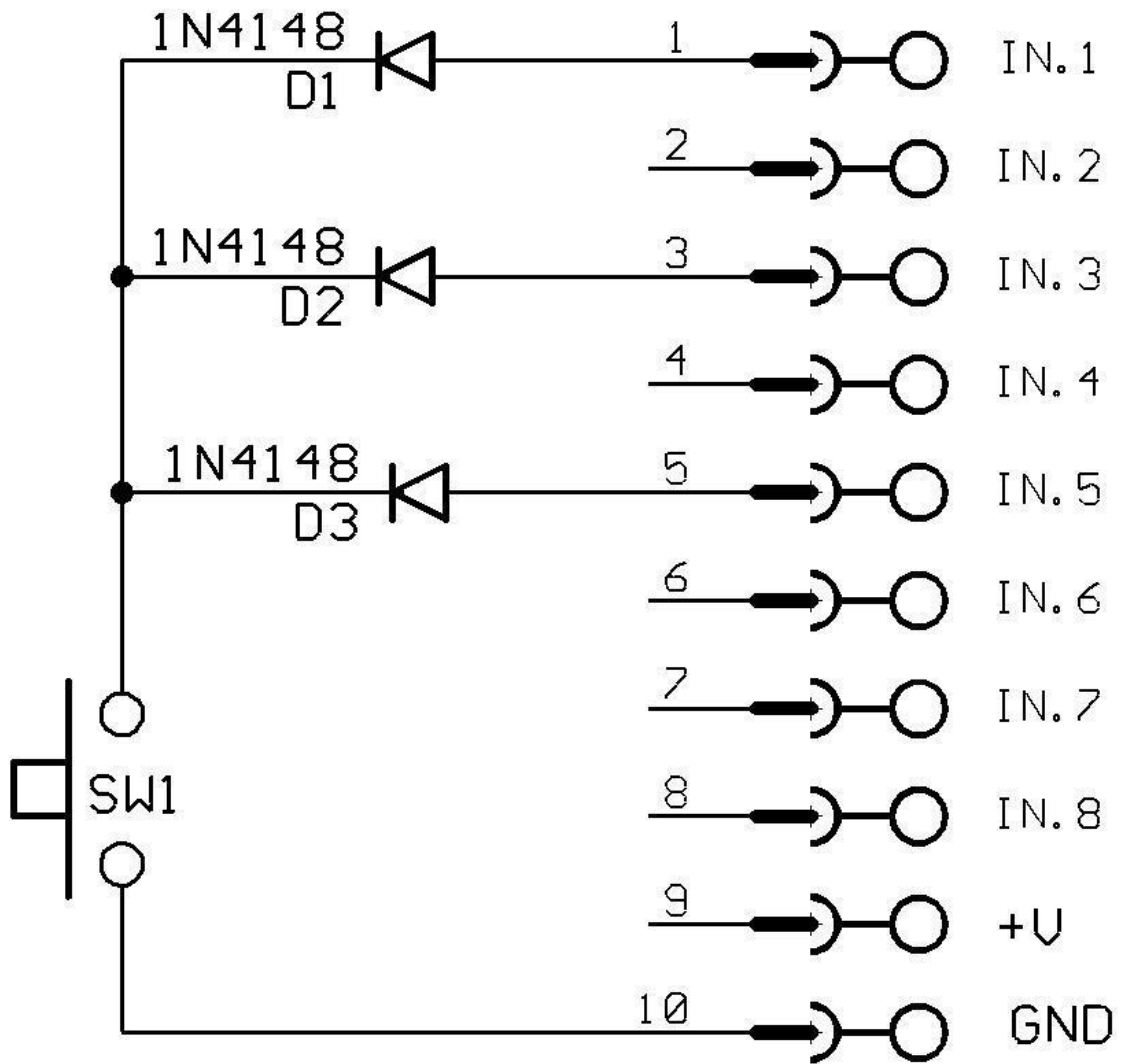 1N4148 1 IN.1
D1
2 IN.2
1N4148 3 IN.3
D2
4 IN.4
1N4148 5 IN.5
D3
6 IN.6
7 IN.7
SW1 8 IN.8
9 +V
10 GND